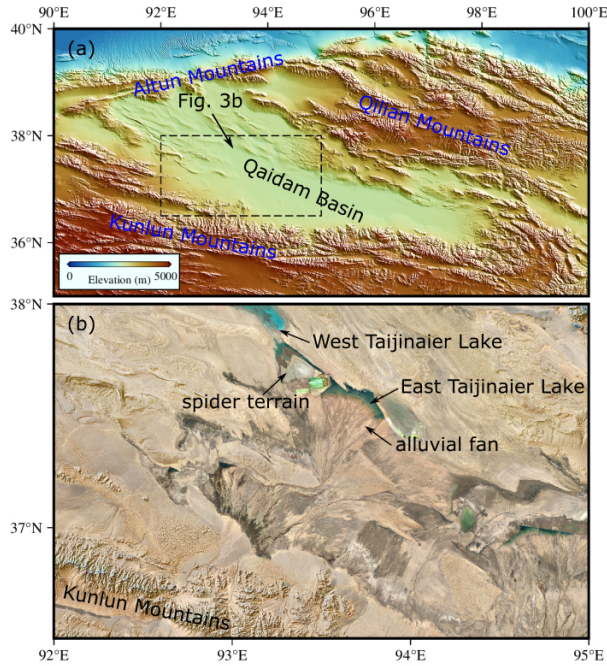 90°E 92°E 94°E 96°E 98°E 100°E
40°N
(a)
Altun Mountains
Fig. 3b
Qilian Mountains
38°N
Qaidam Basin
Kunlun Mountains
36°N
0 5000
Elevation (m)
38°N
(b)
West Taijinaier Lake
East Taijinaier Lake
spider terrain
alluvial fan
37°N
Kunlun Mountains
92°E 93°E 94°E 95°E